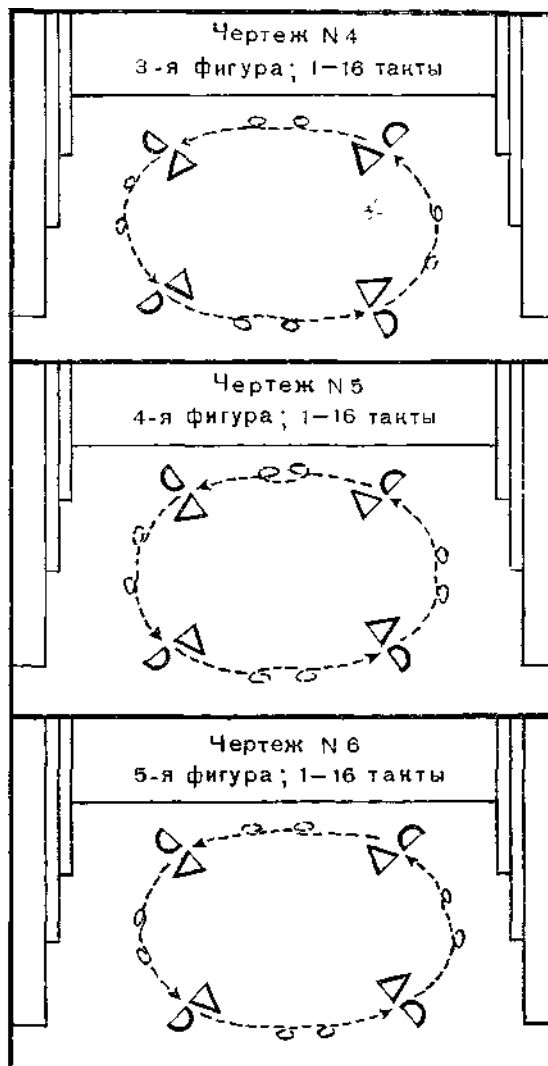 Чертеж N 4
3-я фигура; 1-16 такты
Чертеж N 5
4-я фигура; 1-16 такты
Чертеж N 6
5-я фигура; 1-16 такты